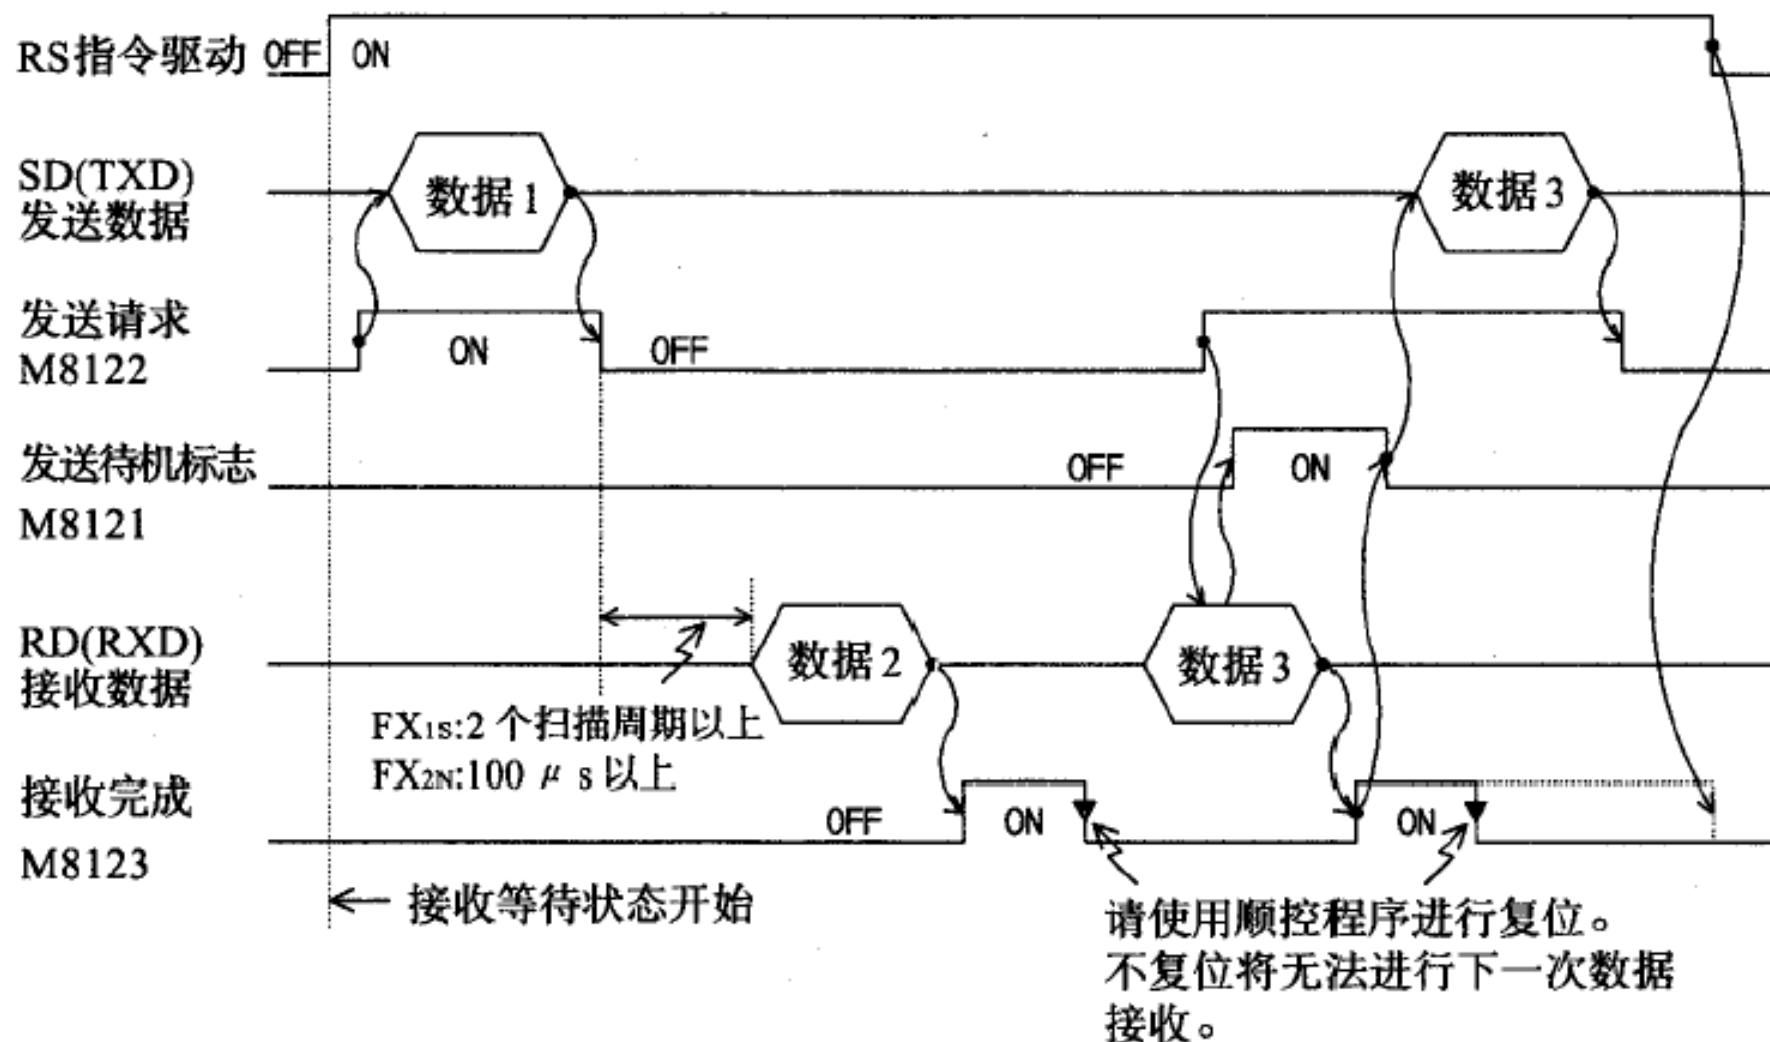 RS指令驱动 OFF ON
SD(TXD)
发送数据
数据1
数据3
发送请求
M8122
ON
OFF
发送待机标志
M8121
OFF
ON
RD(RXD)
接收数据
数据2
数据3
FX1S:2个扫描周期以上
FX2N:100 μs以上
接收完成
M8123
OFF
ON
ON
接收等待状态开始
请使用顺控程序进行复位。
不复位将无法进行下一次数据
接收。